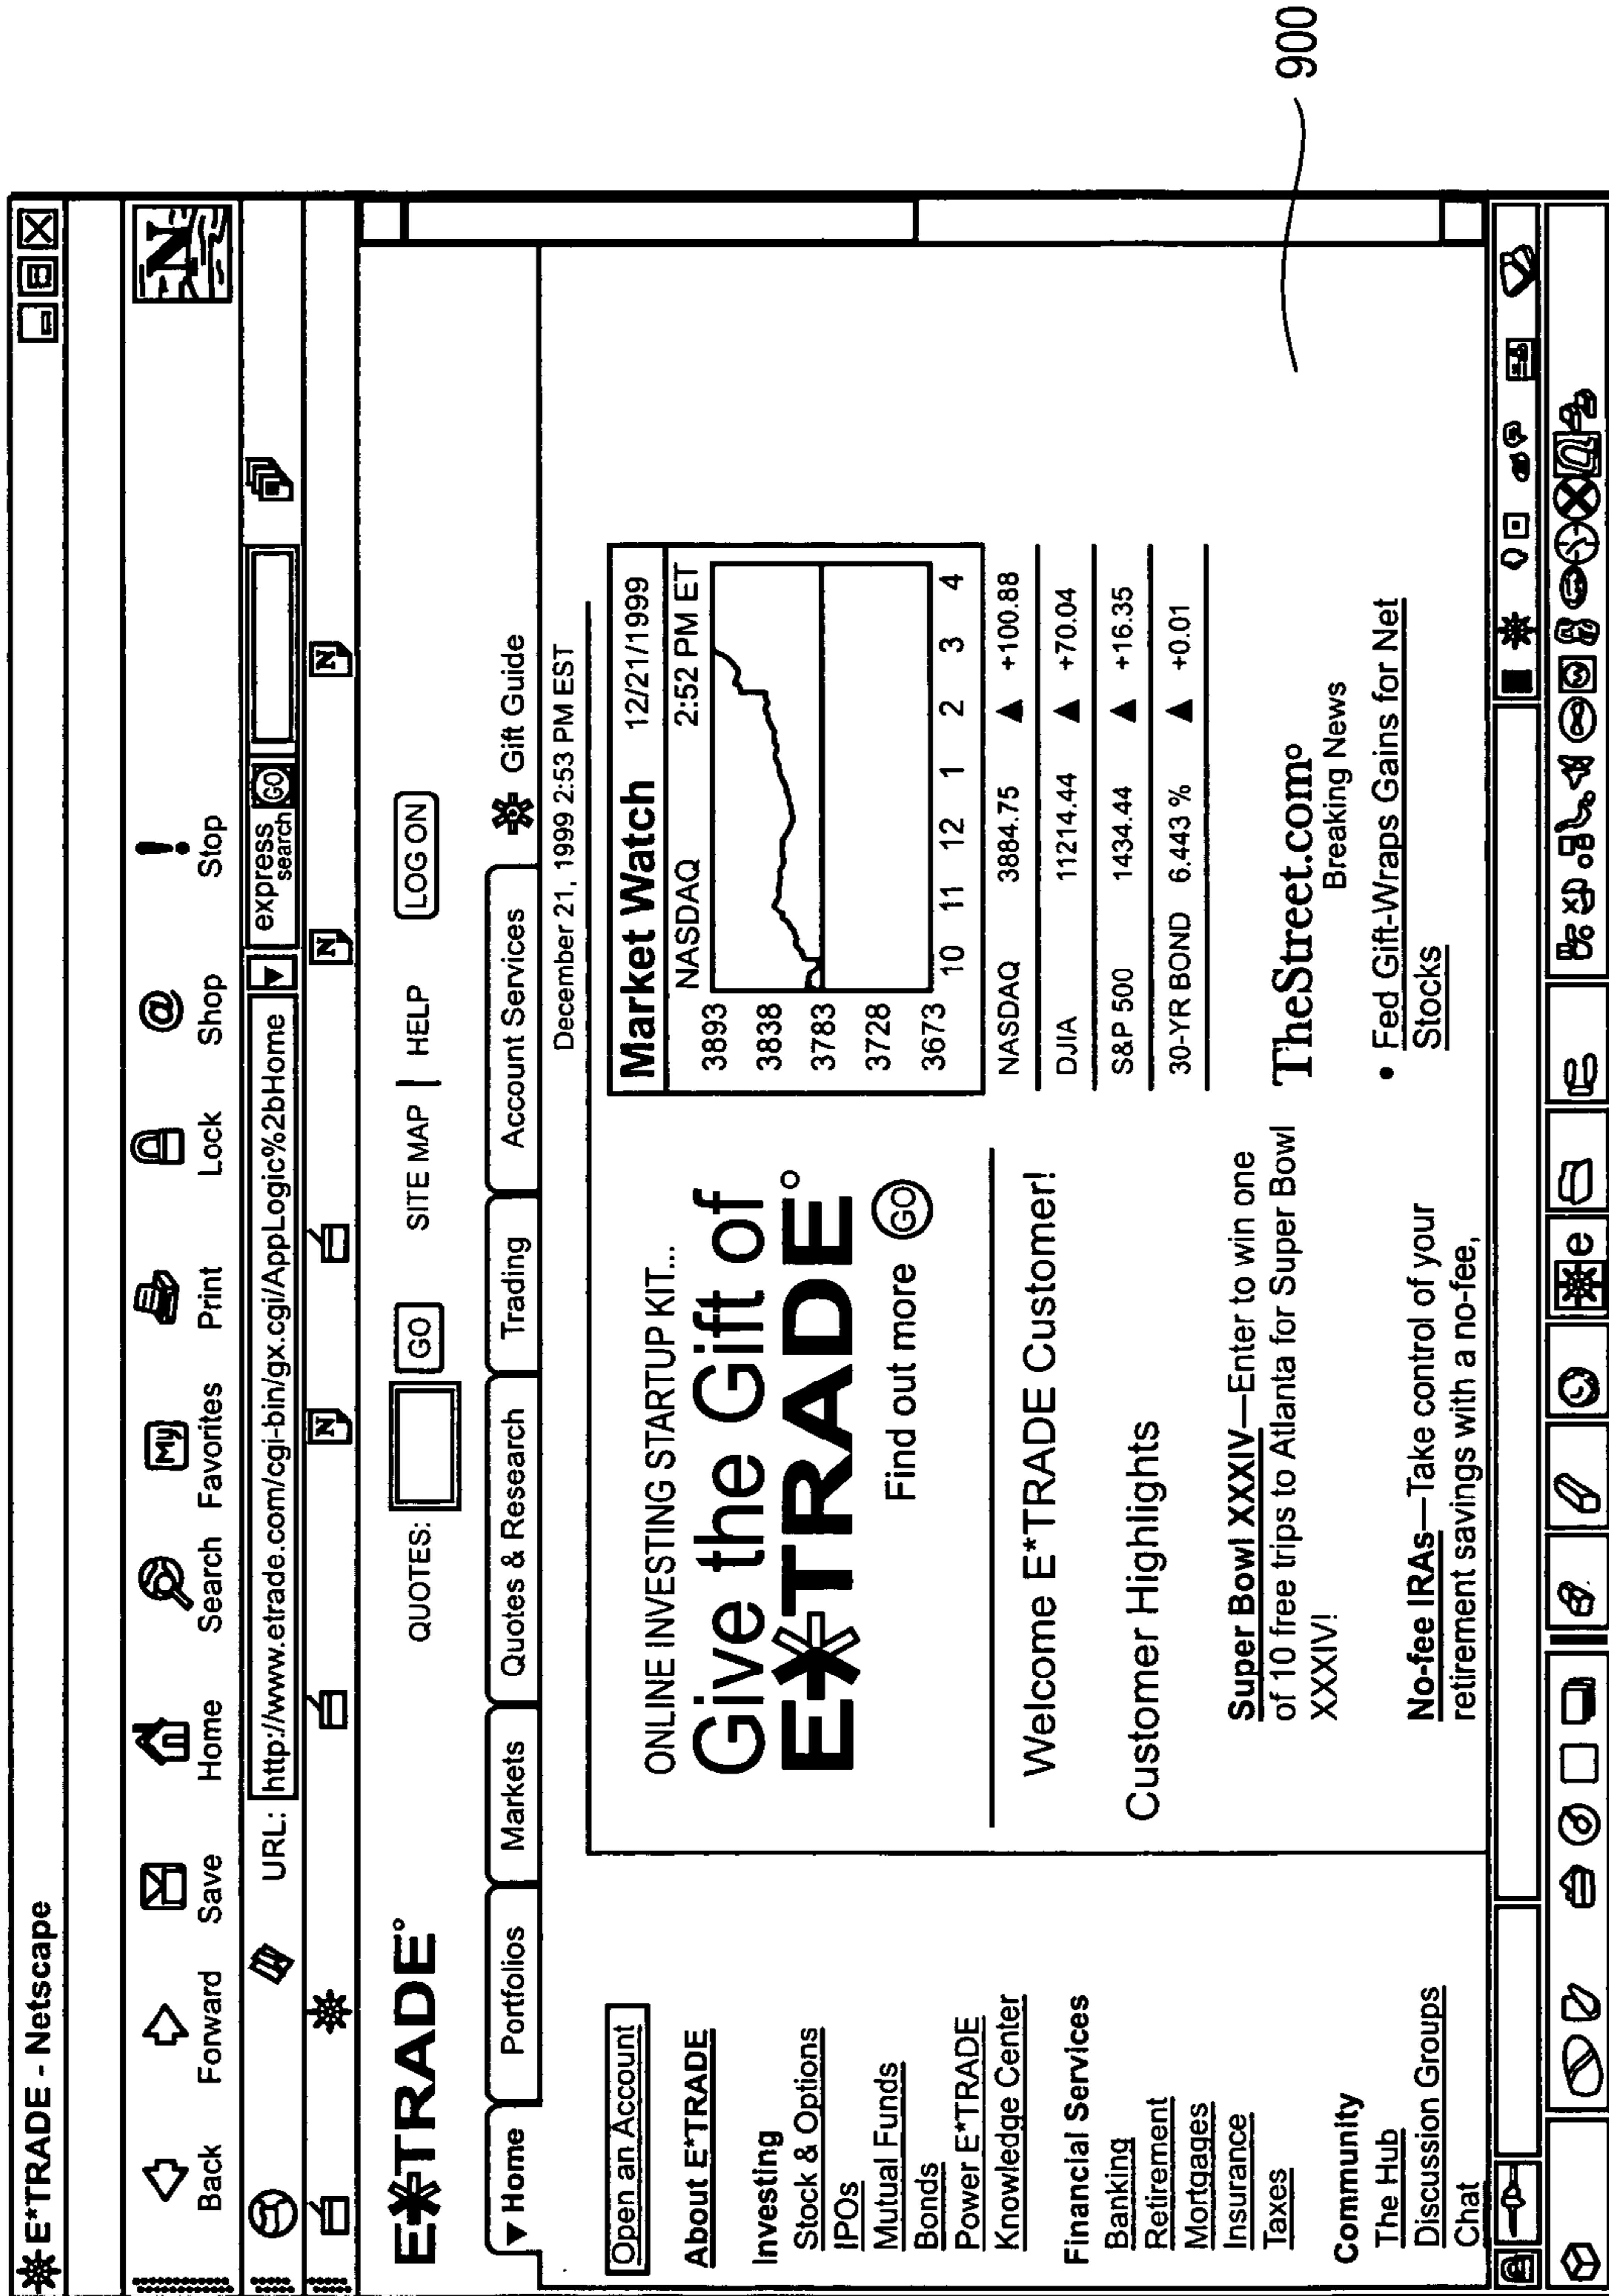 E*TRADE - Netscape
Back Forward Save Home Search Favorites Print Lock Shop Stop
My
@
!
N
URL: http://www.etrade.com/cgi-bin/gx.cgi/AppLogic%2bHome express search GO
N N N
E*TRADE°
QUOTES: GO SITE MAP | HELP LOG ON
▼ Home Portfolios Markets Quotes & Research Trading Account Services Gift Guide
December 21, 1999 2:53 PM EST
Open an Account
About E*TRADE
Investing
Stock & Options
IPOs
Mutual Funds
Bonds
Power E*TRADE
Knowledge Center
Financial Services
Banking
Retirement
Mortgages
Insurance
Taxes
Community
The Hub
Discussion Groups
Chat
ONLINE INVESTING STARTUP KIT...
Give the Gift of
E*TRADE°
Find out more GO
Welcome E*TRADE Customer!
Customer Highlights
Super Bowl XXXIV—Enter to win one
of 10 free trips to Atlanta for Super Bowl
XXXIV!
No-fee IRAs—Take control of your
retirement savings with a no-fee,
Market Watch 12/21/1999
NASDAQ 2:52 PM ET
3893
3838
3783
3728
3673
10 11 12 1 2 3 4
NASDAQ 3884.75 ▲ +100.88
DJIA 11214.44 ▲ +70.04
S&P 500 1434.44 ▲ +16.35
30-YR BOND 6.443 % ▲ +0.01
TheStreet.com°
Breaking News
• Fed Gift-Wraps Gains for Net
Stocks
e
900